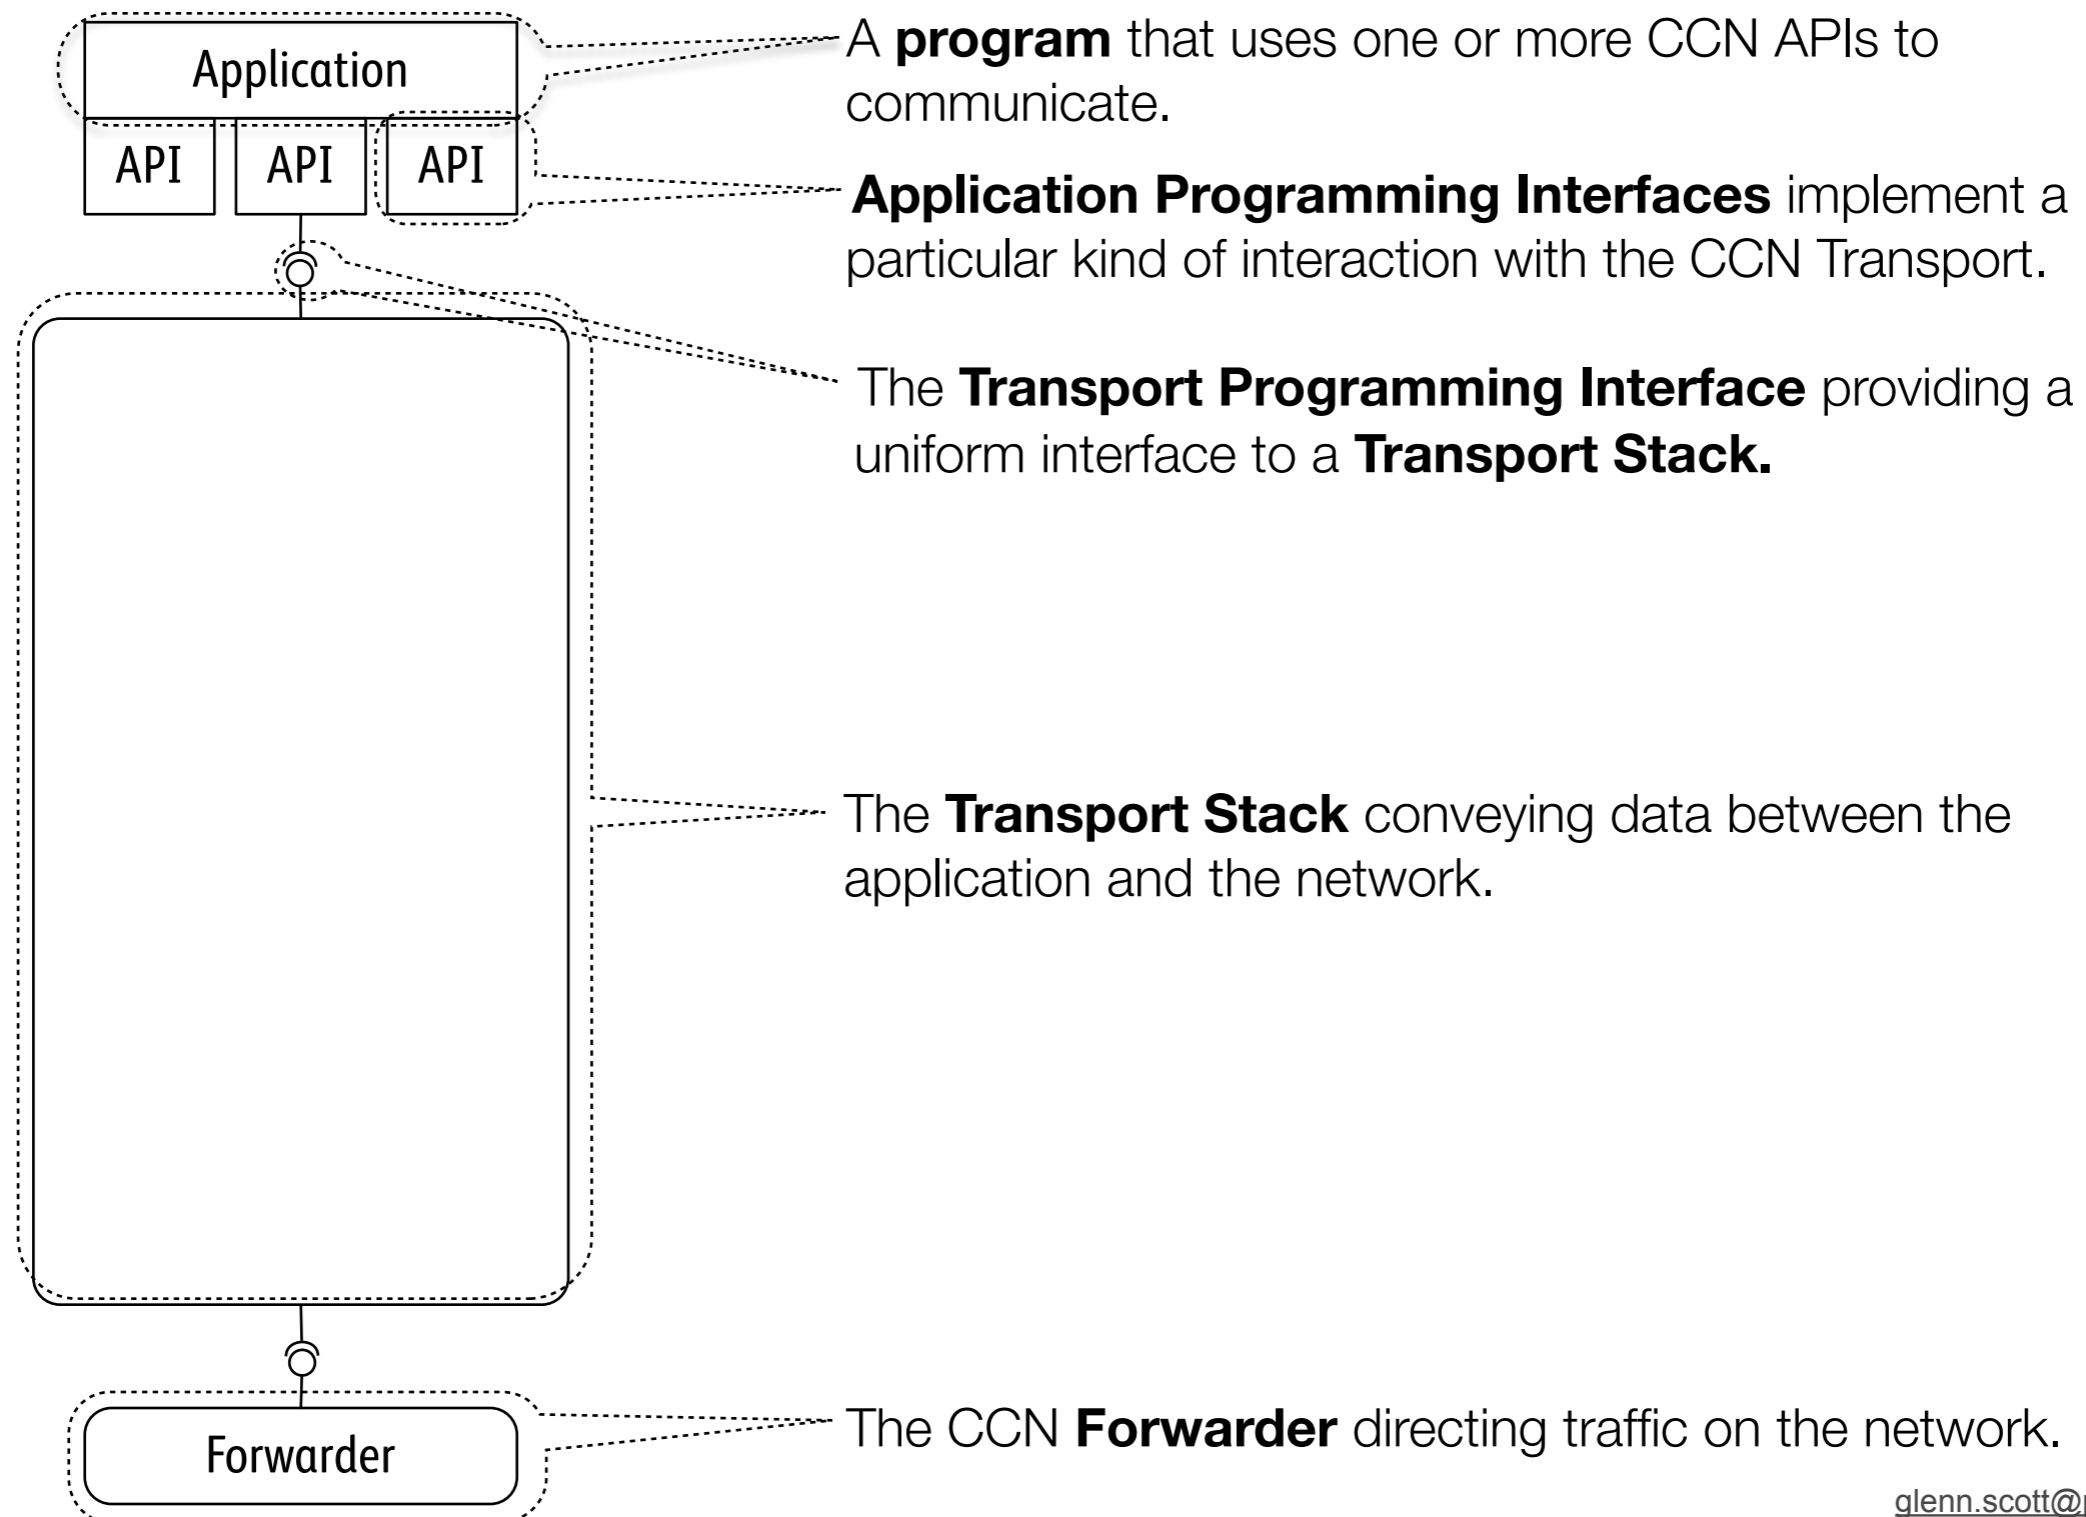 Application
A program that uses one or more CCN APIs to
communicate.
API API API
Application Programming Interfaces implement a
particular kind of interaction with the CCN Transport.
The Transport Programming Interface providing a
uniform interface to a Transport Stack.
The Transport Stack conveying data between the
application and the network.
Forwarder
The CCN Forwarder directing traffic on the network.
glenn.scott@